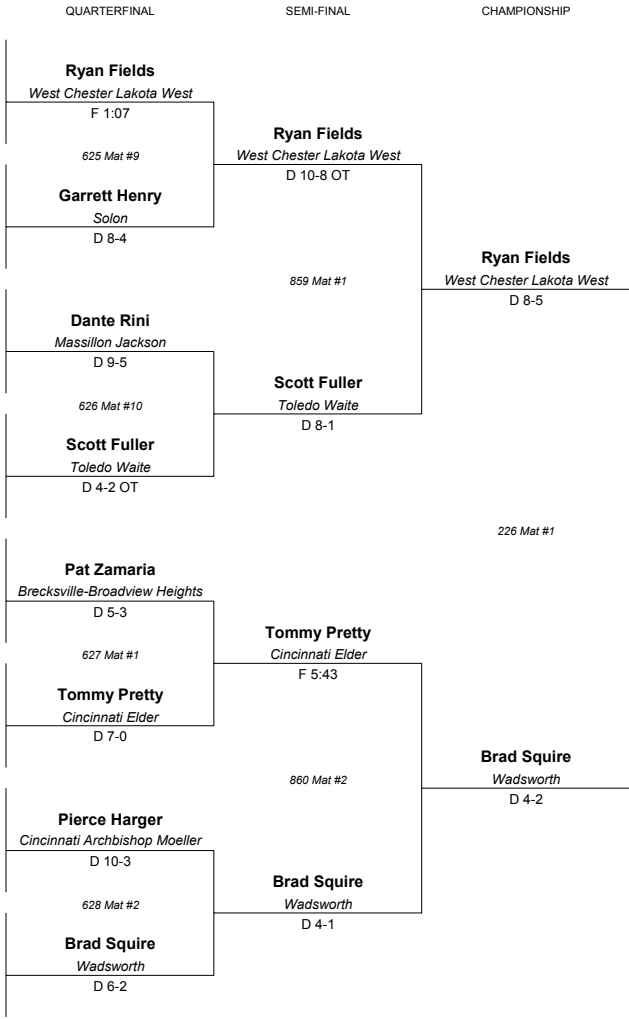 QUARTERFINAL SEMI-FINAL CHAMPIONSHIP
Ryan Fields
West Chester Lakota West
F 1:07
625 Mat #9
Garrett Henry
Solon
D 8-4
Dante Rini
Massillon Jackson
D 9-5
626 Mat #10
Scott Fuller
Toledo Waite
D 4-2 OT
Pat Zamaria
Brecksville-Broadview Heights
D 5-3
627 Mat #1
Tommy Pretty
Cincinnati Elder
D 7-0
Pierce Harger
Cincinnati Archbishop Moeller
D 10-3
628 Mat #2
Brad Squire
Wadsworth
D 6-2
Ryan Fields
West Chester Lakota West
D 10-8 OT
859 Mat #1
Scott Fuller
Toledo Waite
D 8-1
Tommy Pretty
Cincinnati Elder
F 5:43
860 Mat #2
Brad Squire
Wadsworth
D 4-1
Ryan Fields
West Chester Lakota West
D 8-5
226 Mat #1
Brad Squire
Wadsworth
D 4-2